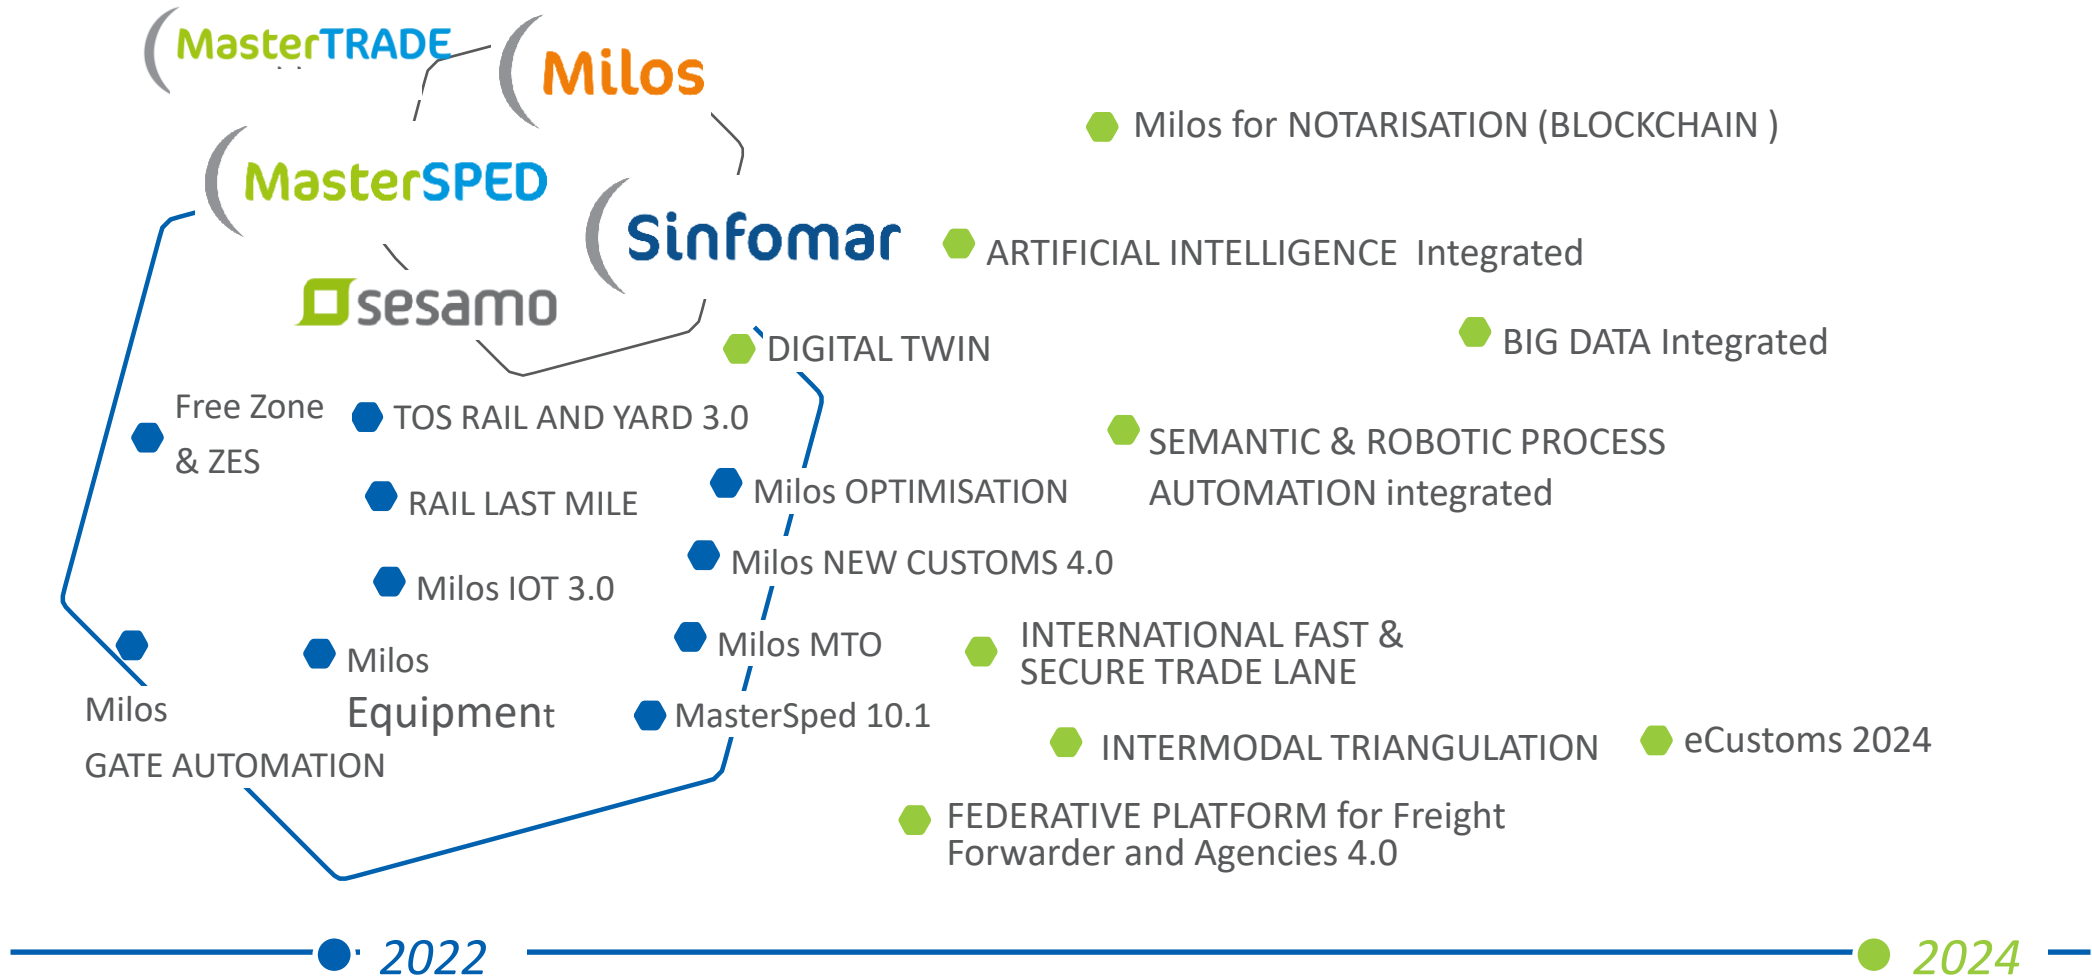 MasterTRADE
Milos
MasterSPED
Sinfomar
sesamo
Milos for NOTARISATION (BLOCKCHAIN )
ARTIFICIAL INTELLIGENCE Integrated
DIGITAL TWIN
BIG DATA Integrated
Free Zone
& ZES
TOS RAIL AND YARD 3.0
SEMANTIC & ROBOTIC PROCESS
AUTOMATION integrated
RAIL LAST MILE
Milos OPTIMISATION
Milos IOT 3.0
Milos NEW CUSTOMS 4.0
Milos
GATE AUTOMATION
Milos
Equipment
Milos MTO
MasterSped 10.1
INTERNATIONAL FAST &
SECURE TRADE LANE
INTERMODAL TRIANGULATION
eCustoms 2024
FEDERATIVE PLATFORM for Freight
Forwarder and Agencies 4.0
2022
2024